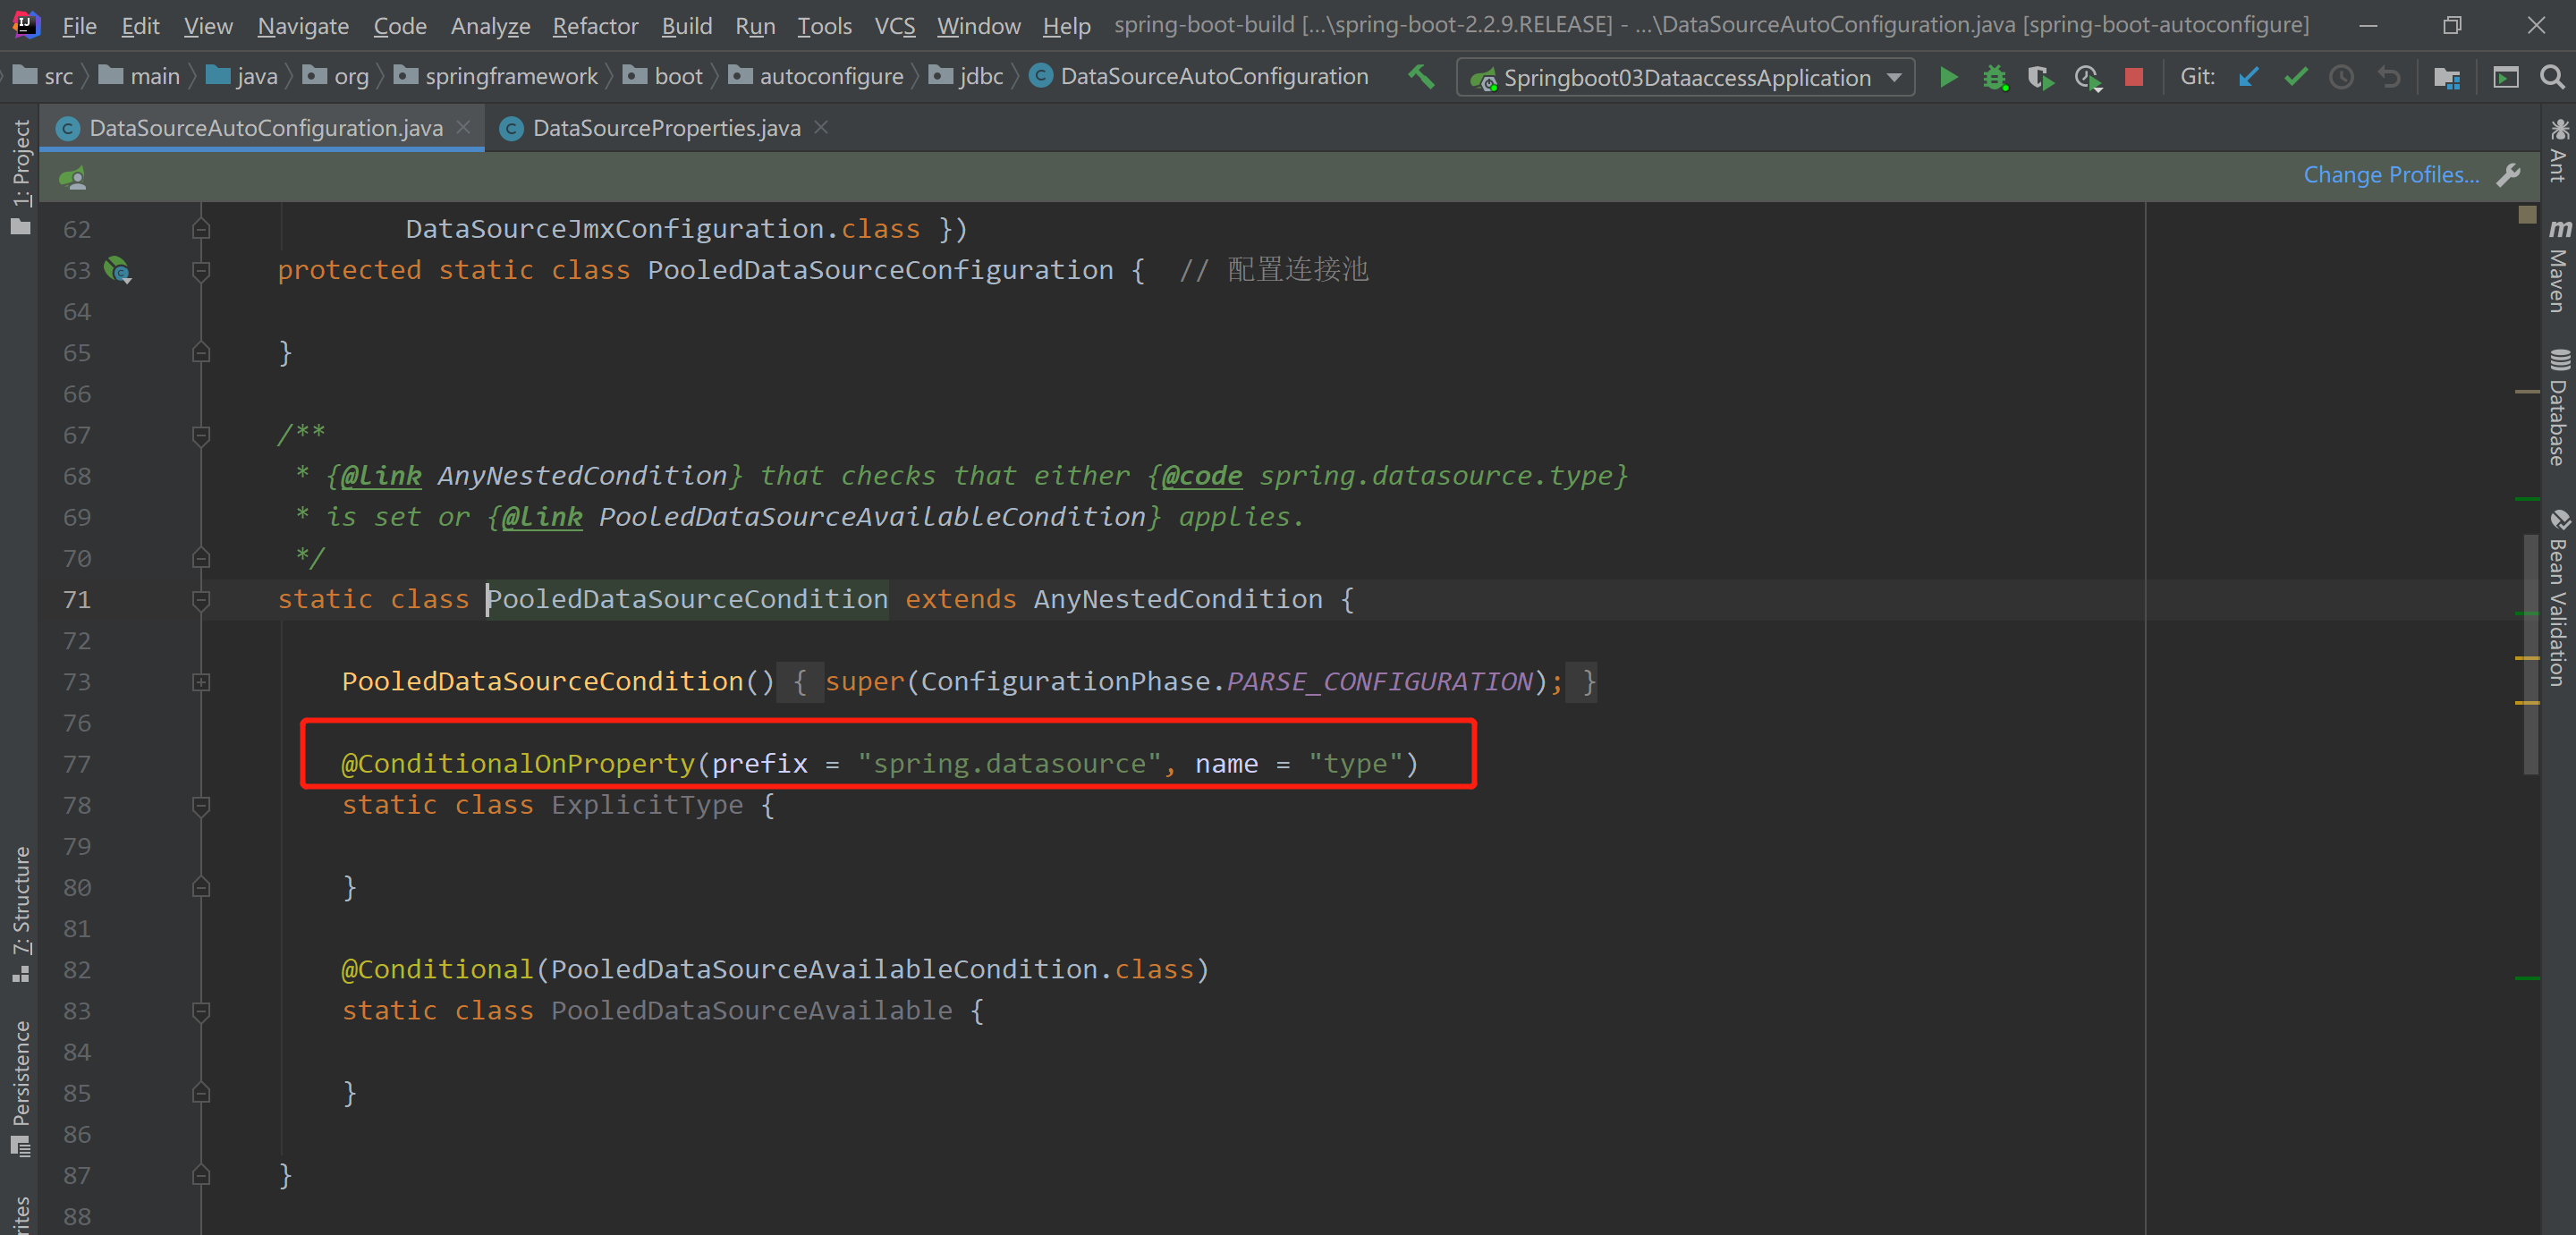 File Edit View Navigate Code Analyze Refactor Build Run Tools VCS Window Help spring-boot-build [...\spring-boot-2.2.9.RELEASE] - ...\DataSourceAutoConfiguration.java [spring-boot-autoconfigure]
src main java org springframework boot autoconfigure jdbc DataSourceAutoConfiguration Springboot03DataaccessApplication Git:
DataSourceAutoConfiguration.java DataSourceProperties.java
Change Profiles...
1: Project
7: Structure
Persistence
rites
62 DataSourceJmxConfiguration.class })
63 protected static class PooledDataSourceConfiguration { // 配置连接池
64
65 }
66
67 /**
68 * {@link AnyNestedCondition} that checks that either {@code spring.datasource.type}
69 * is set or {@link PooledDataSourceAvailableCondition} applies.
70 */
71 static class PooledDataSourceCondition extends AnyNestedCondition {
72
73 PooledDataSourceCondition() { super(ConfigurationPhase.PARSE_CONFIGURATION); }
76
77 @ConditionalOnProperty(prefix = "spring.datasource", name = "type")
78 static class ExplicitType {
79
80 }
81
82 @Conditional(PooledDataSourceAvailableCondition.class)
83 static class PooledDataSourceAvailable {
84
85 }
86
87 }
88
Ant
Maven
Database
Bean Validation